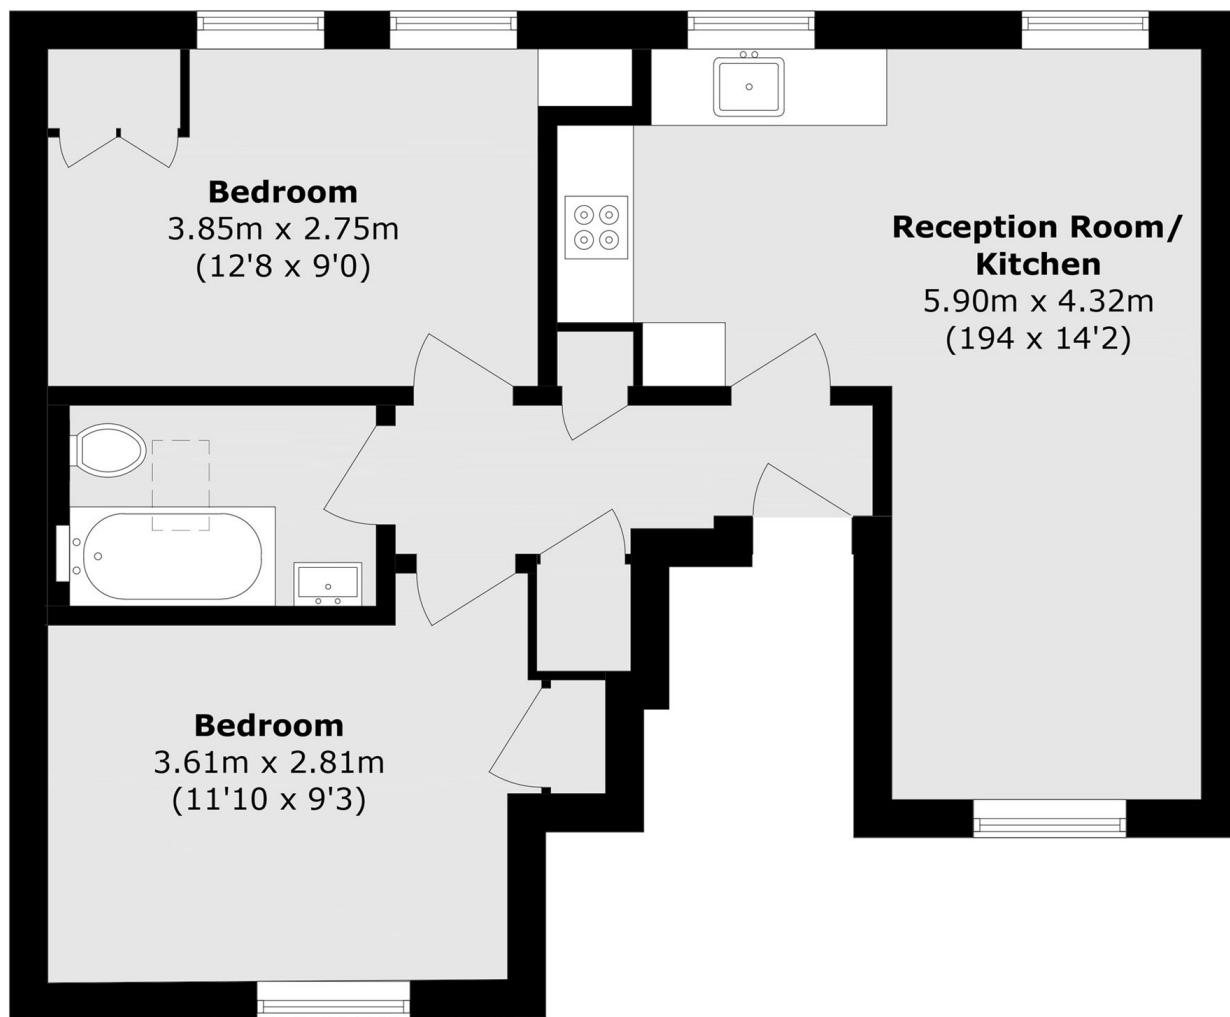 Bedroom
3.85m x 2.75m
(12'8 x 9'0)
Reception Room/
Kitchen
5.90m x 4.32m
(194 x 14'2)
Bedroom
3.61m x 2.81m
(11'10 x 9'3)